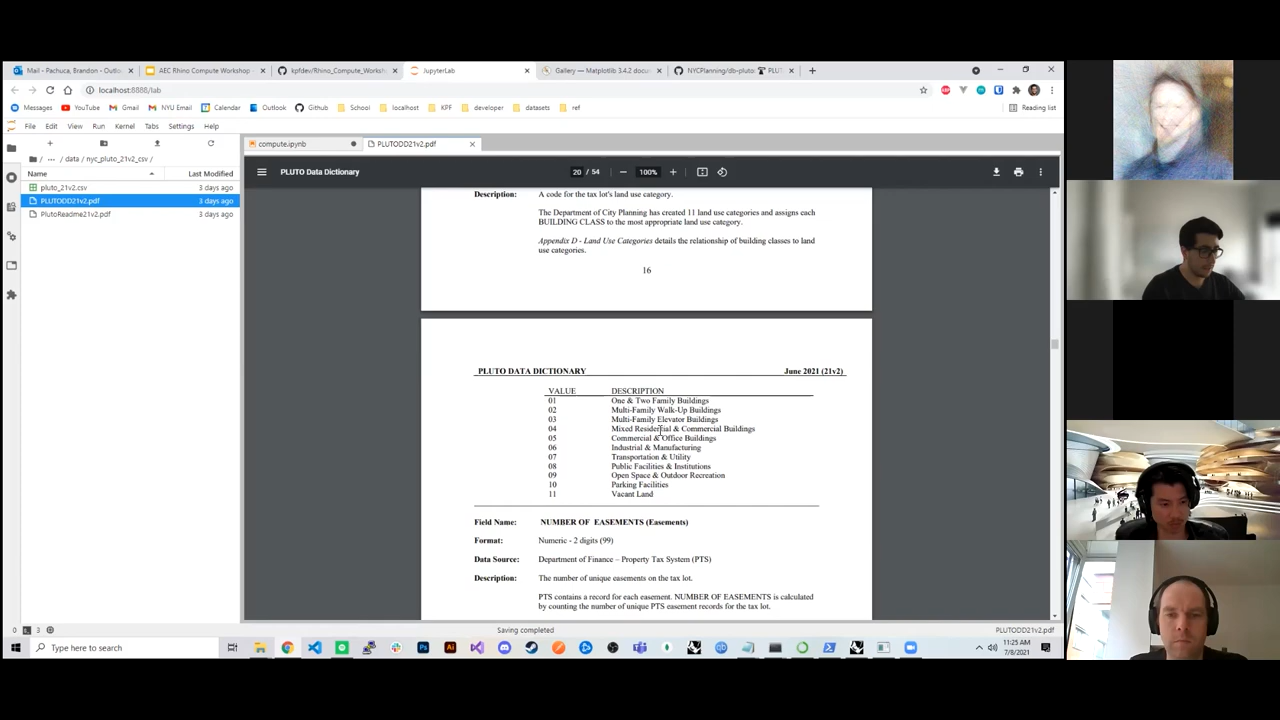 Mail - Pachuca, Brandon - Outloo
AEC Rhino Compute Workshop -
kpfdev/Rhino_Compute_Worksh
JupyterLab
Gallery — Matplotlib 3.4.2 docu
NYCPlanning/db-pluto:
PLUT
localhost:8888/lab
Messages
YouTube
Gmail
NYU Email
Calendar
Outlook
Github
School
localhost
KPF
developer
datasets
ref
Reading list
File Edit View Run Kernel Tabs Settings Help
compute.ipynb
PLUTODD21v2.pdf
/ ... / data / nyc_pluto_21v2_csv /
Name
Last Modified
pluto_21v2.csv 3 days ago
PLUTODD21v2.pdf 3 days ago
PlutoReadme21v2.pdf 3 days ago
PLUTO Data Dictionary
20 / 54
100%
Description: A code for the tax lot's land use category.
The Department of City Planning has created 11 land use categories and assigns each
BUILDING CLASS to the most appropriate land use category.
Appendix D - Land Use Categories details the relationship of building classes to land
use categories.
16
PLUTO DATA DICTIONARY June 2021 (21v2)
VALUE DESCRIPTION
01 One & Two Family Buildings
02 Multi-Family Walk-Up Buildings
03 Multi-Family Elevator Buildings
04 Mixed Residential & Commercial Buildings
05 Commercial & Office Buildings
06 Industrial & Manufacturing
07 Transportation & Utility
08 Public Facilities & Institutions
09 Open Space & Outdoor Recreation
10 Parking Facilities
11 Vacant Land
Field Name: NUMBER OF EASEMENTS (Easements)
Format: Numeric - 2 digits (99)
Data Source: Department of Finance – Property Tax System (PTS)
Description: The number of unique easements on the tax lot.
PTS contains a record for each easement. NUMBER OF EASEMENTS is calculated
by counting the number of unique PTS easement records for the tax lot.
0
3
Saving completed
PLUTODD21v2.pdf
Type here to search
11:25 AM
7/8/2021